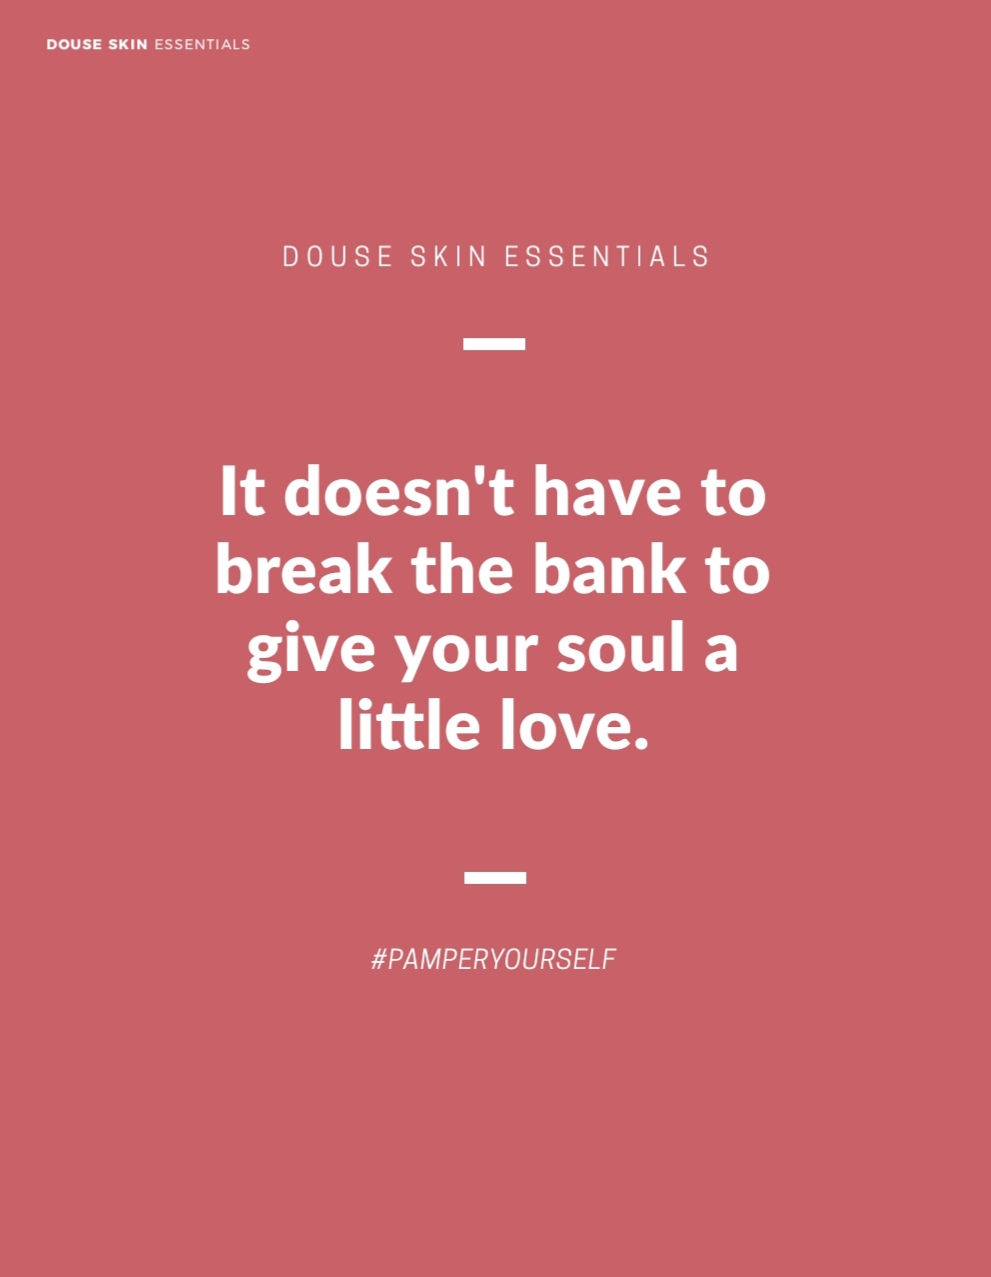 DOUSE SKIN ESSENTIALS
DOUSE SKIN ESSENTIALS
It doesn't have to
break the bank to
give your soul a
little love.
#PAMPERYOURSELF